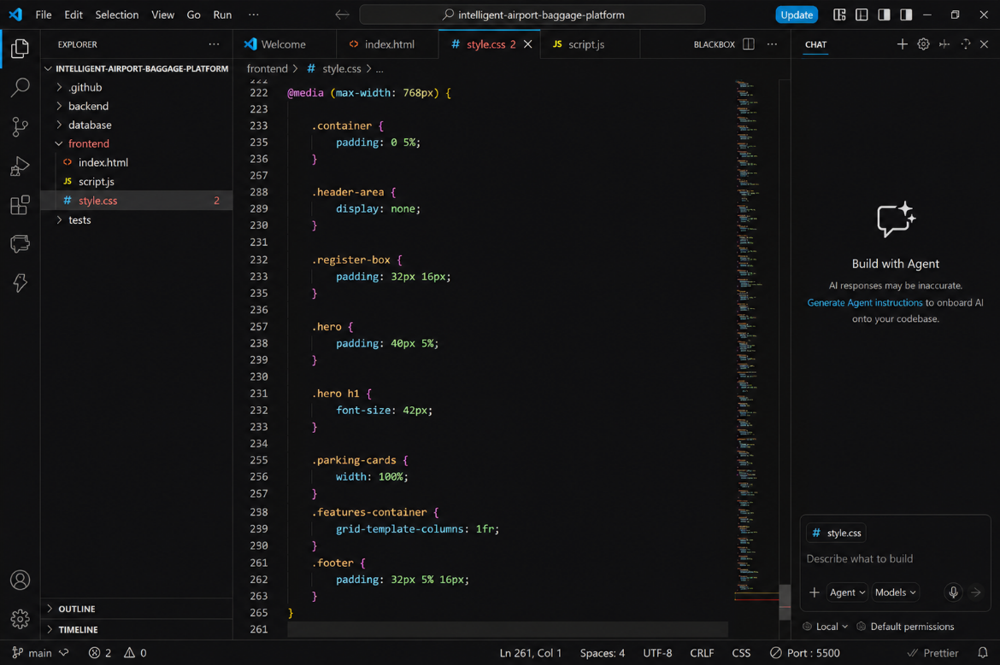 File Edit Selection View Go Run ···
intelligent-airport-baggage-platform
Update
EXPLORER ···
INTELLIGENT-AIRPORT-BAGGAGE-PLATFORM
.github
backend
database
frontend
<> index.html
JS script.js
# style.css 2
tests
OUTLINE
TIMELINE
Welcome
<> index.html
# style.css 2
JS script.js
BLACKBOX ···
frontend > # style.css > ...
221
222 @media (max-width: 768px) {
223
233 .container {
235 padding: 0 5%;
236 }
257
288 .header-area {
289 display: none;
230 }
231
232 .register-box {
233 padding: 32px 16px;
235 }
236
257 .hero {
238 padding: 40px 5%;
239 }
230
231 .hero h1 {
232 font-size: 42px;
233 }
234
255 .parking-cards {
256 width: 100%;
257 }
298 .features-container {
299 grid-template-columns: 1fr;
290 }
261 .footer {
262 padding: 32px 5% 16px;
263 }
265 }
261
CHAT
Build with Agent
AI responses may be inaccurate.
Generate Agent instructions to onboard AI
onto your codebase.
# style.css
Describe what to build
Agent Models
Local Default permissions
main 2 0
Ln 261, Col 1 Spaces: 4 UTF-8 CRLF CSS Port : 5500 Prettier